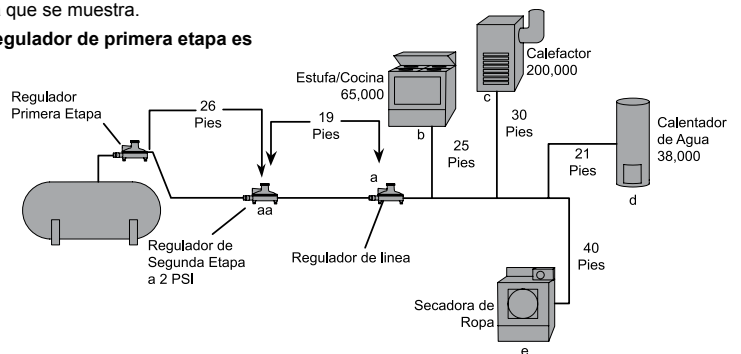 a que se muestra.
egulador de primera etapa es
Regulador
Primera Etapa
26
Pies
19
Pies
Estufa/Cocina
65,000
b
25
Pies
Calefactor
200,000
c
30
Pies
Calentador
de Agua
38,000
21
Pies
d
a
aa
Regulador de
Segunda Etapa
a 2 PSI
Regulador de linea
40
Pies
Secadora de
Ropa
e